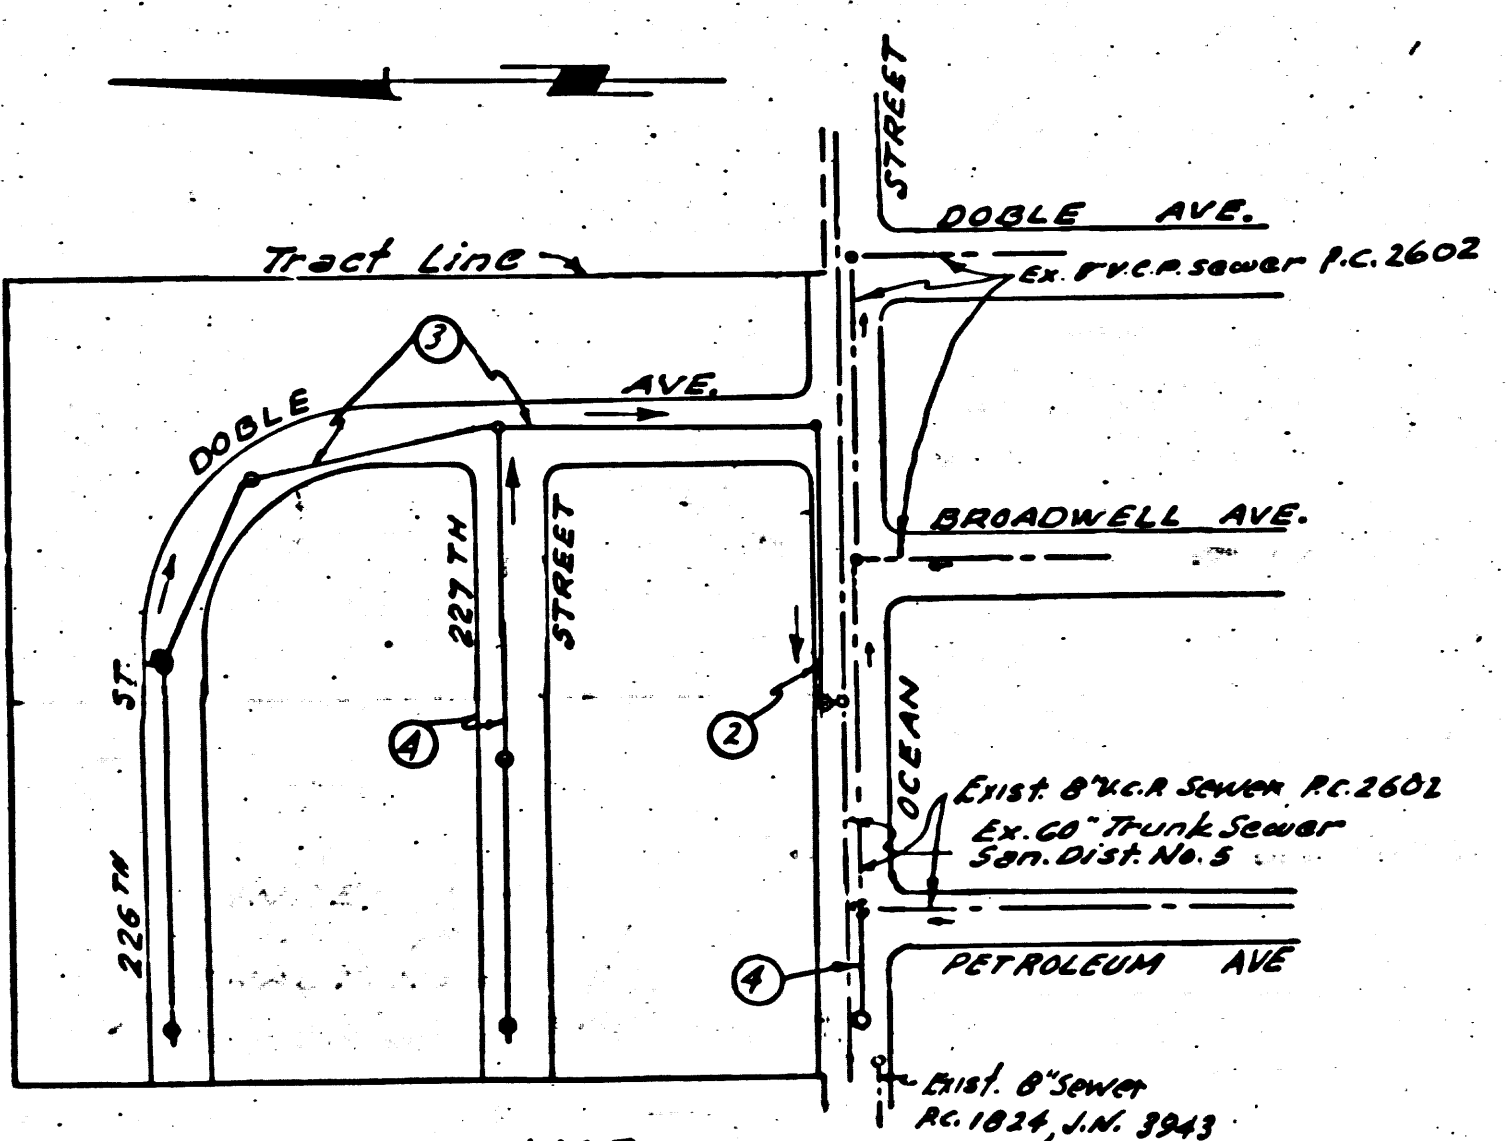 STREET
DOBLE AVE.
Tract Line
Ex. 8" V.C.P. sewer P.C. 2602
3
DOBLE AVE.
BROADWELL AVE.
227 TH STREET
226 TH ST.
4
2
OCEAN
Exist. 8" V.C.P. Sewer P.C. 2602
Ex. 60" Trunk Sewer
San. Dist. No. 5
4
PETROLEUM AVE
Exist. 8" Sewer
P.C. 1824, J.N. 3943